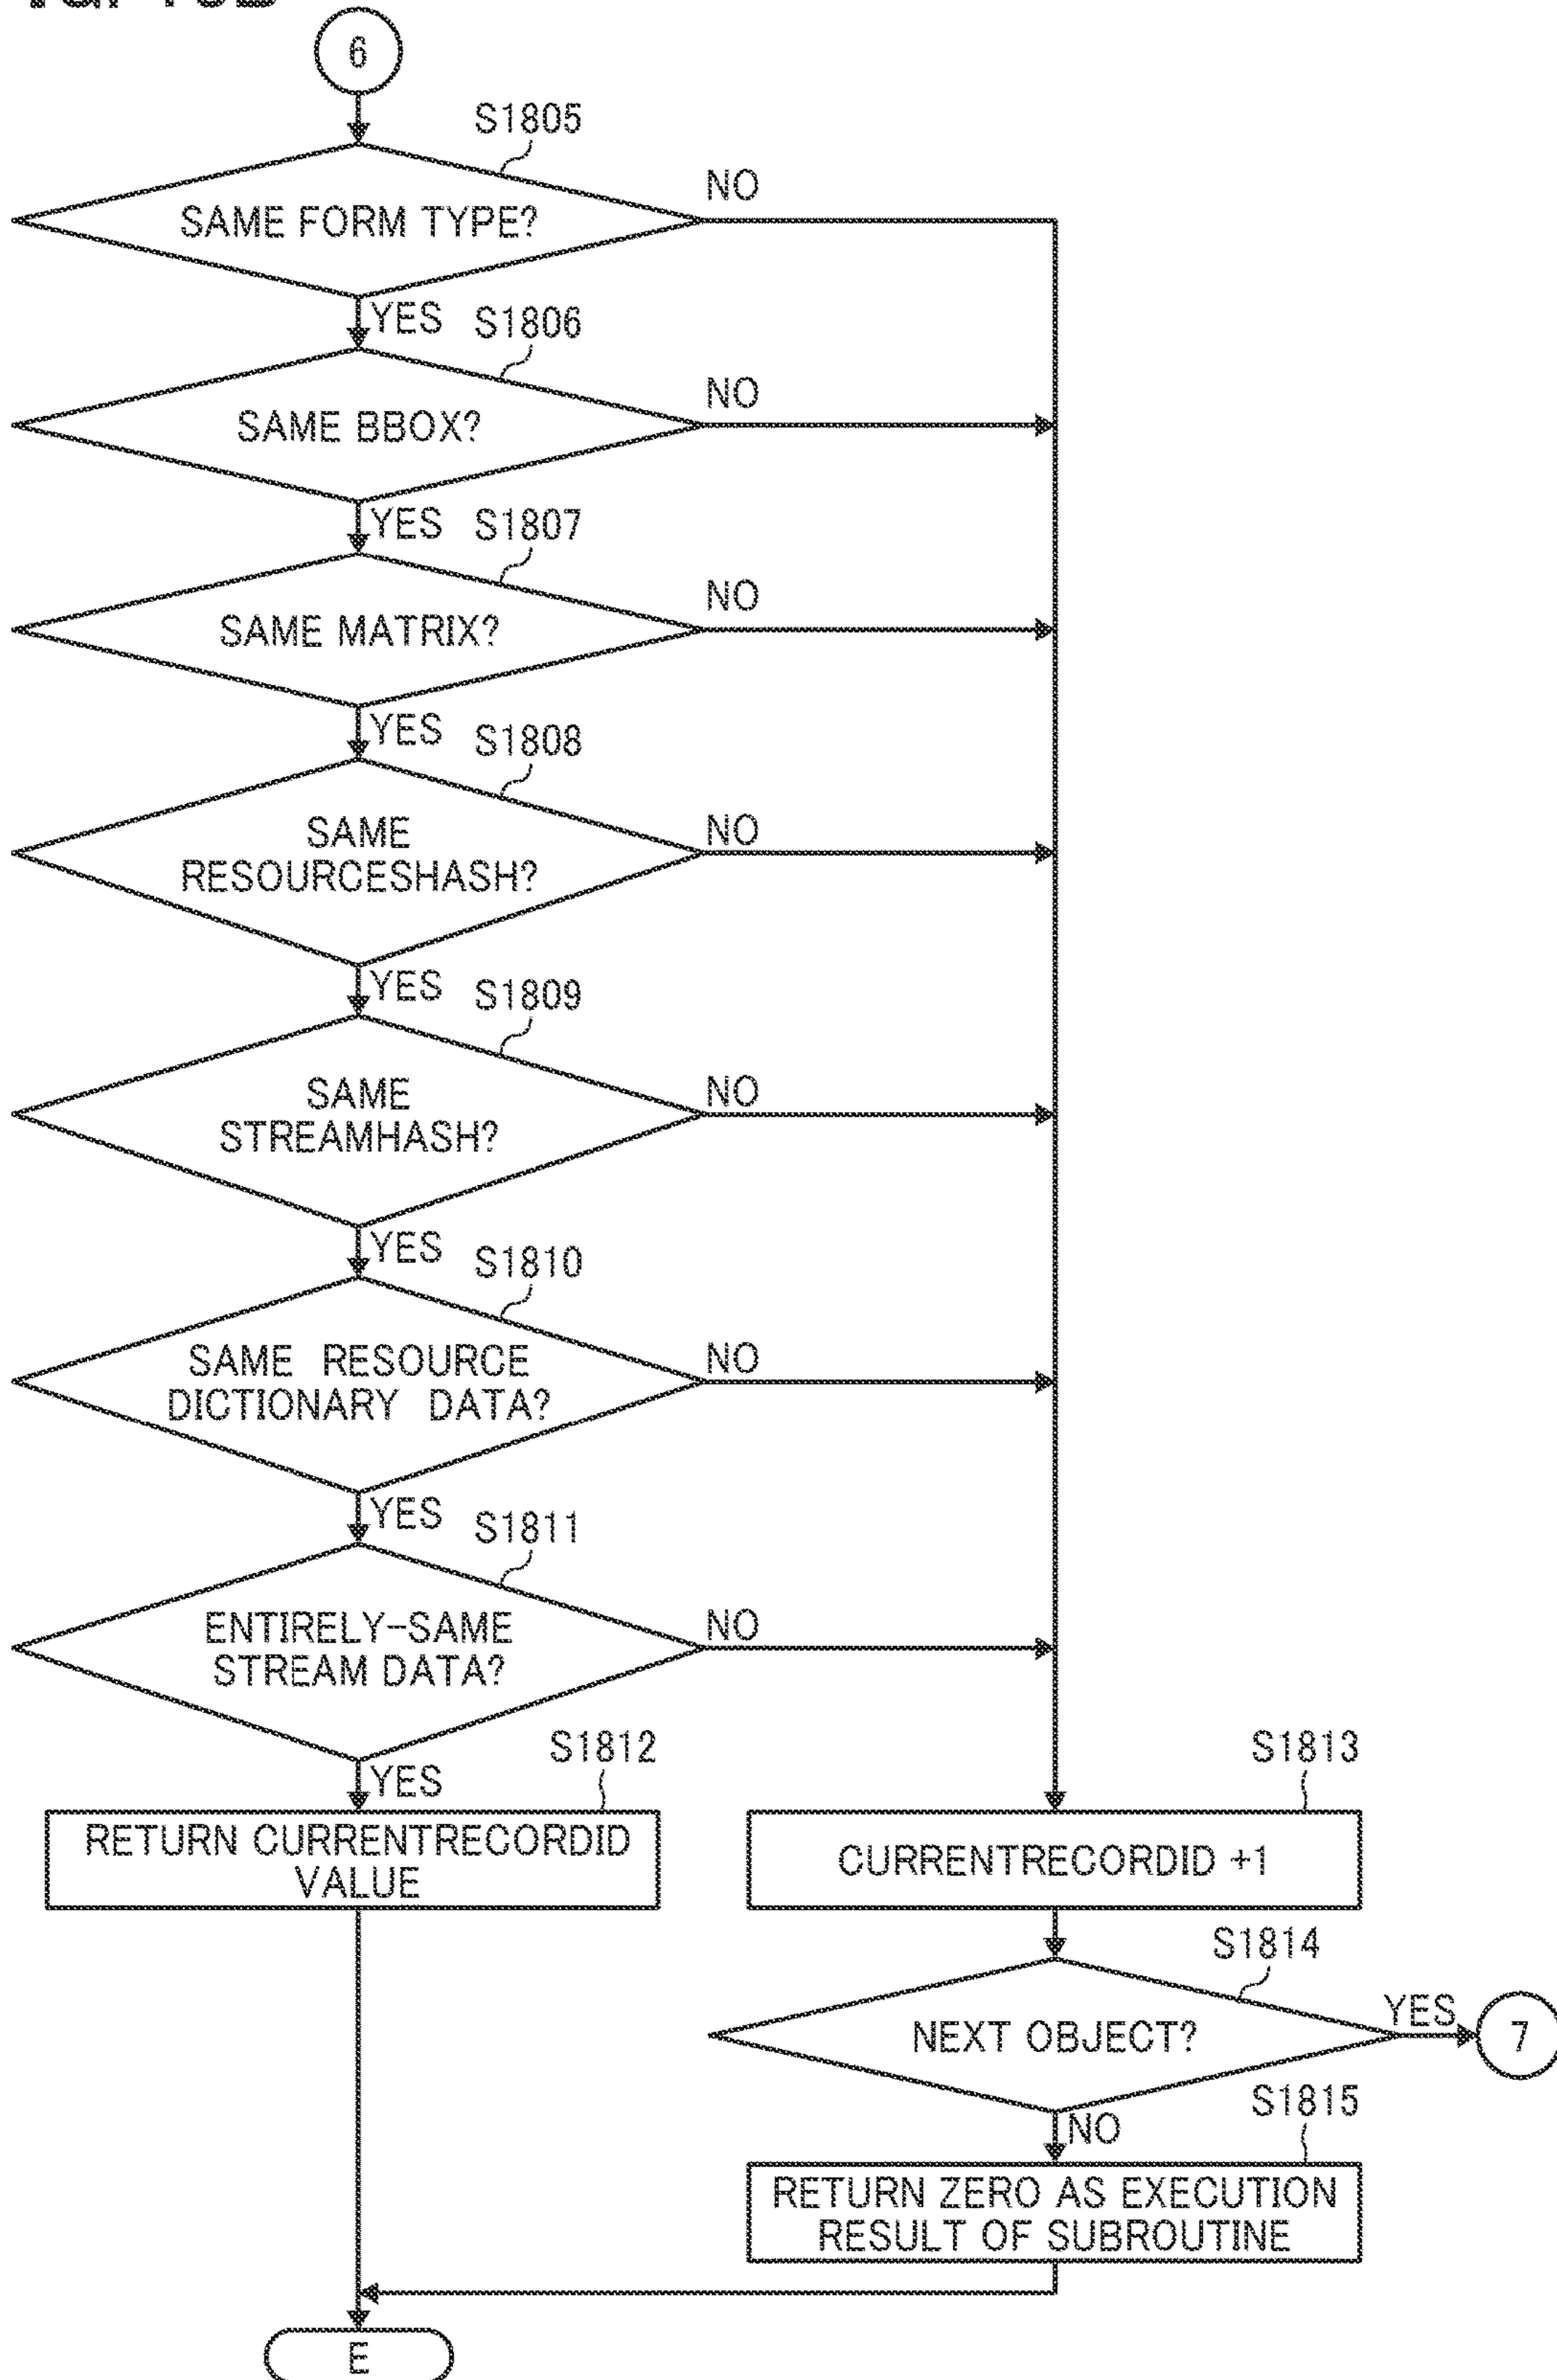 6
S1805
SAME FORM TYPE?
NO
YES
S1806
SAME BBOX?
NO
YES
S1807
SAME MATRIX?
NO
YES
S1808
SAME
RESOURCESHASH?
NO
YES
S1809
SAME
STREAMHASH?
NO
YES
S1810
SAME RESOURCE
DICTIONARY DATA?
NO
YES
S1811
ENTIRELY-SAME
STREAM DATA?
NO
YES
S1812
RETURN CURRENTRECORDID
VALUE
S1813
CURRENTRECORDID +1
S1814
NEXT OBJECT?
YES
7
NO
S1815
RETURN ZERO AS EXECUTION
RESULT OF SUBROUTINE
E